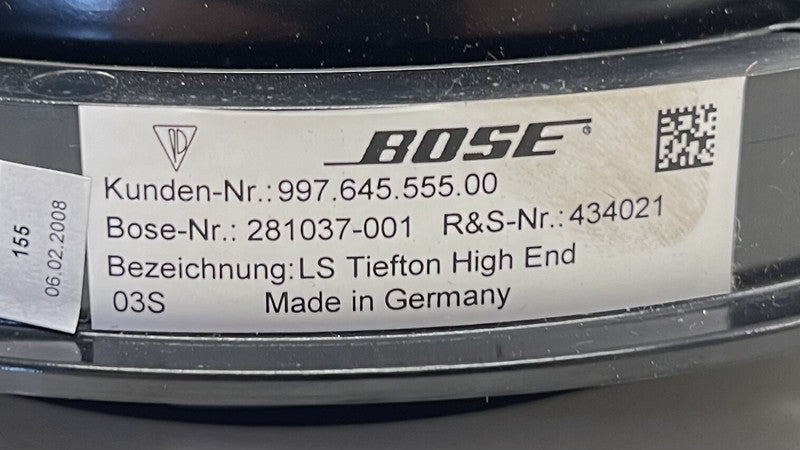 BOSE®
Kunden-Nr.: 997.645.555.00
Bose-Nr.: 281037-001 R&S-Nr.: 434021
Bezeichnung: LS Tiefton High End
03S Made in Germany
155
06.02.2008